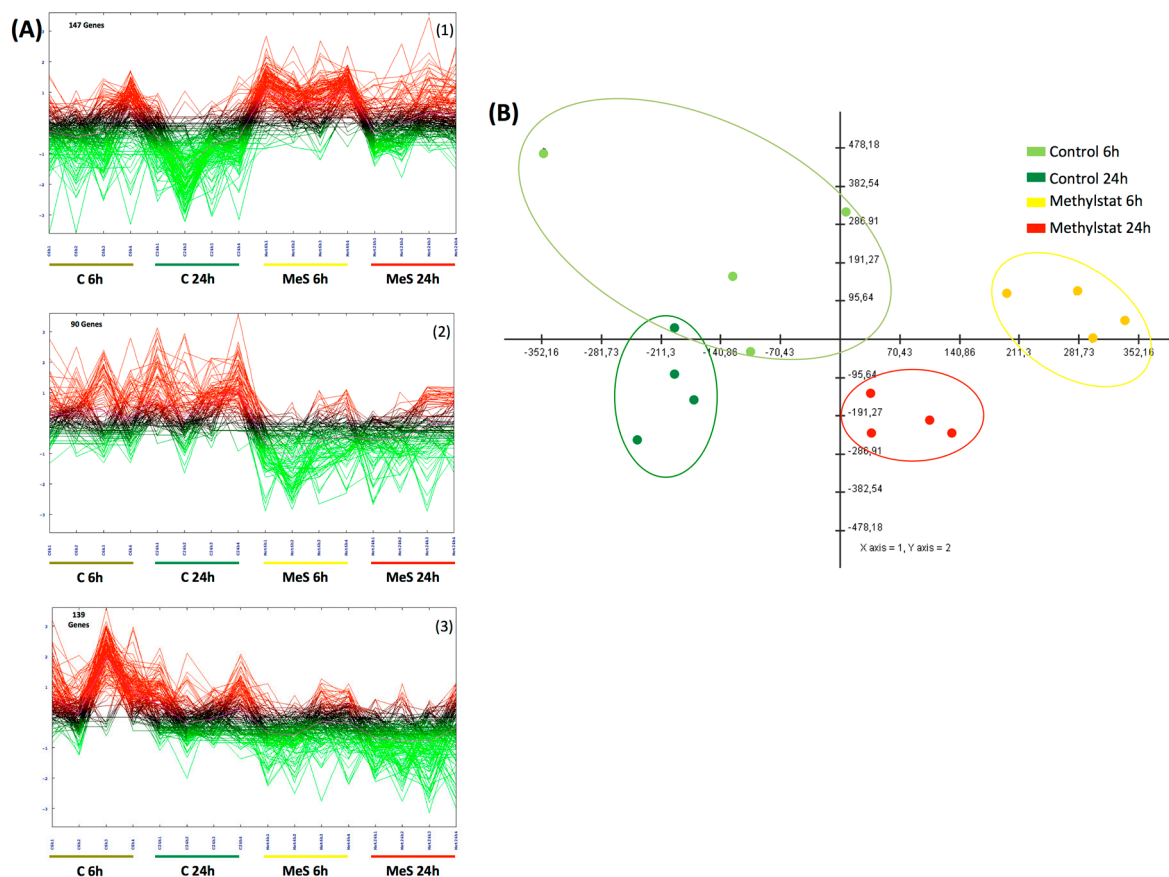 (A)
147 Genes
(1)
C 6h
C 24h
MeS 6h
MeS 24h
90 Genes
(2)
C 6h
C 24h
MeS 6h
MeS 24h
139
Genes
(3)
C 6h
C 24h
MeS 6h
MeS 24h
(B)
478,18
382,54
286.91
191,27
95,64
-352,16 -281,73 -211,3 -140,86 -70,43 70,43 140,86 211,3 281,73 352,16
-95,64
-191,27
-286,91
-382,54
-478,18
X axis = 1, Y axis = 2
Control 6h
Control 24h
Methylstat 6h
Methylstat 24h